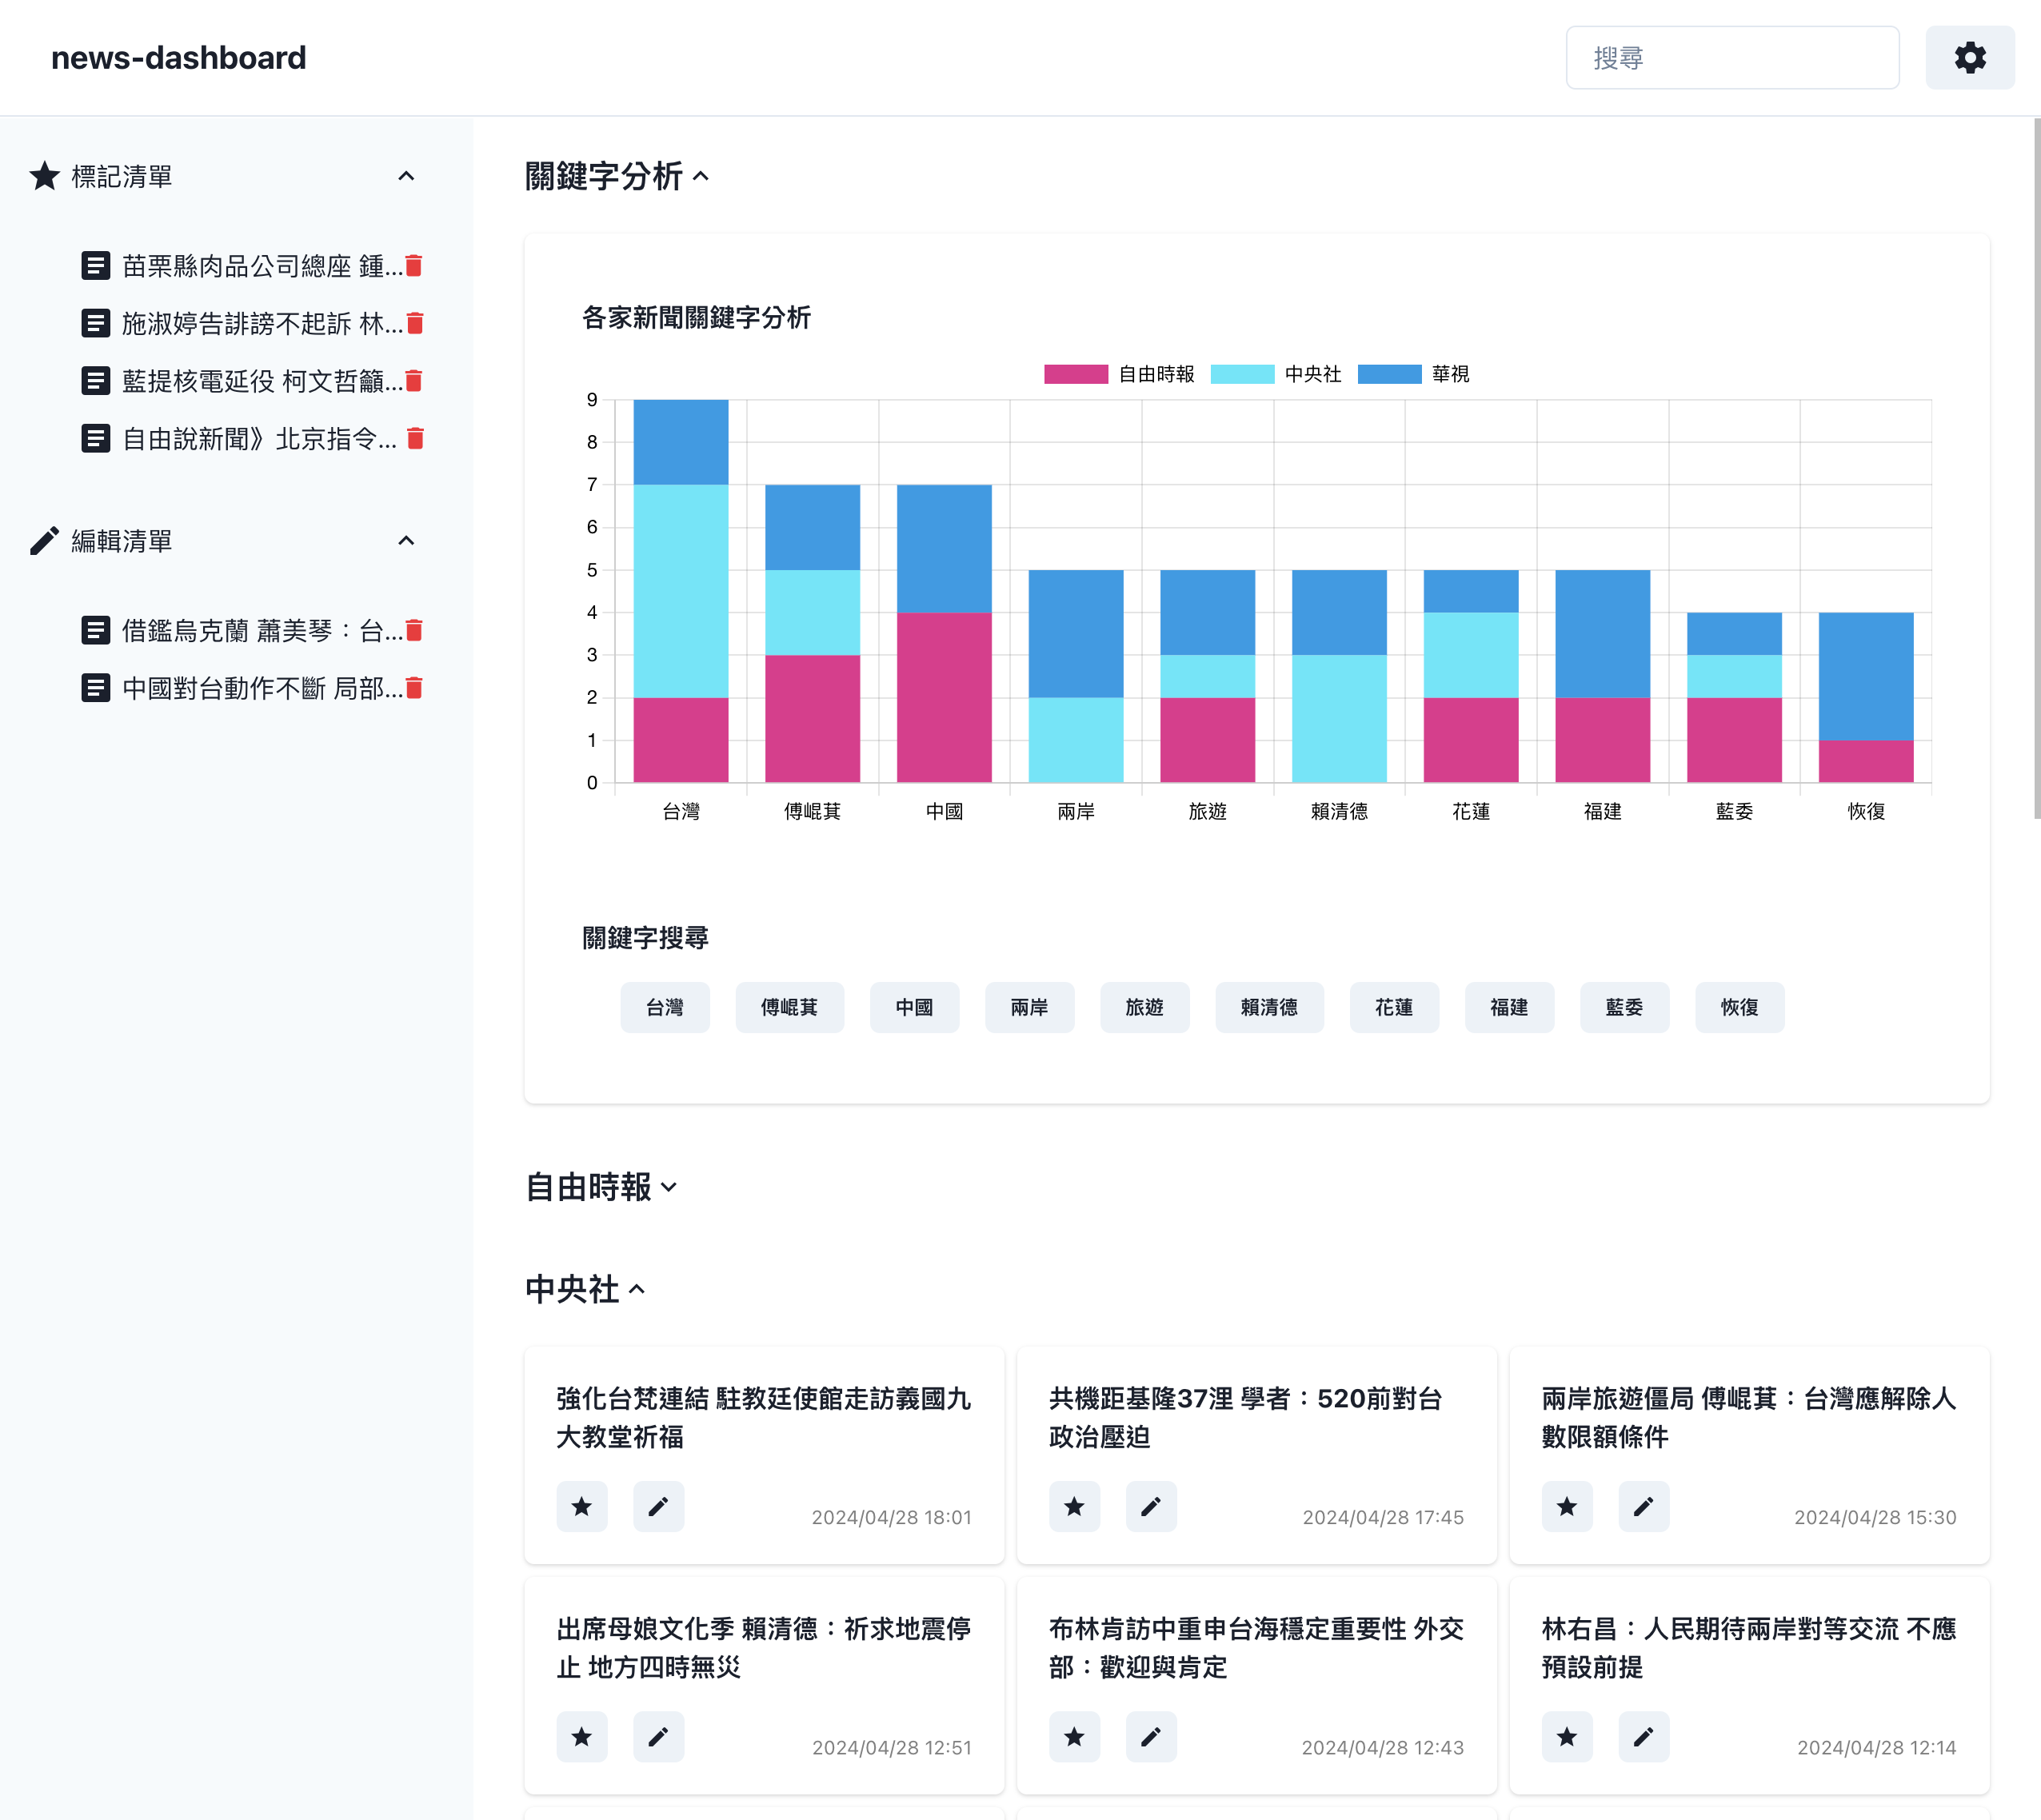 news-dashboard
搜尋
標記清單
苗栗縣肉品公司總座 鍾...
施淑婷告誹謗不起訴 林...
藍提核電延役 柯文哲籲...
自由說新聞》北京指令...
編輯清單
借鑑烏克蘭 蕭美琴：台...
中國對台動作不斷 局部...
關鍵字分析
各家新聞關鍵字分析
自由時報 中央社 華視
9
8
7
6
5
4
3
2
1
0
台灣 傅崐萁 中國 兩岸 旅遊 賴清德 花蓮 福建 藍委 恢復
關鍵字搜尋
台灣 傅崐萁 中國 兩岸 旅遊 賴清德 花蓮 福建 藍委 恢復
自由時報
中央社
強化台梵連結 駐教廷使館走訪義國九
大教堂祈福
2024/04/28 18:01
共機距基隆37浬 學者：520前對台
政治壓迫
2024/04/28 17:45
兩岸旅遊僵局 傅崐萁：台灣應解除人
數限額條件
2024/04/28 15:30
出席母娘文化季 賴清德：祈求地震停
止 地方四時無災
2024/04/28 12:51
布林肯訪中重申台海穩定重要性 外交
部：歡迎與肯定
2024/04/28 12:43
林右昌：人民期待兩岸對等交流 不應
預設前提
2024/04/28 12:14